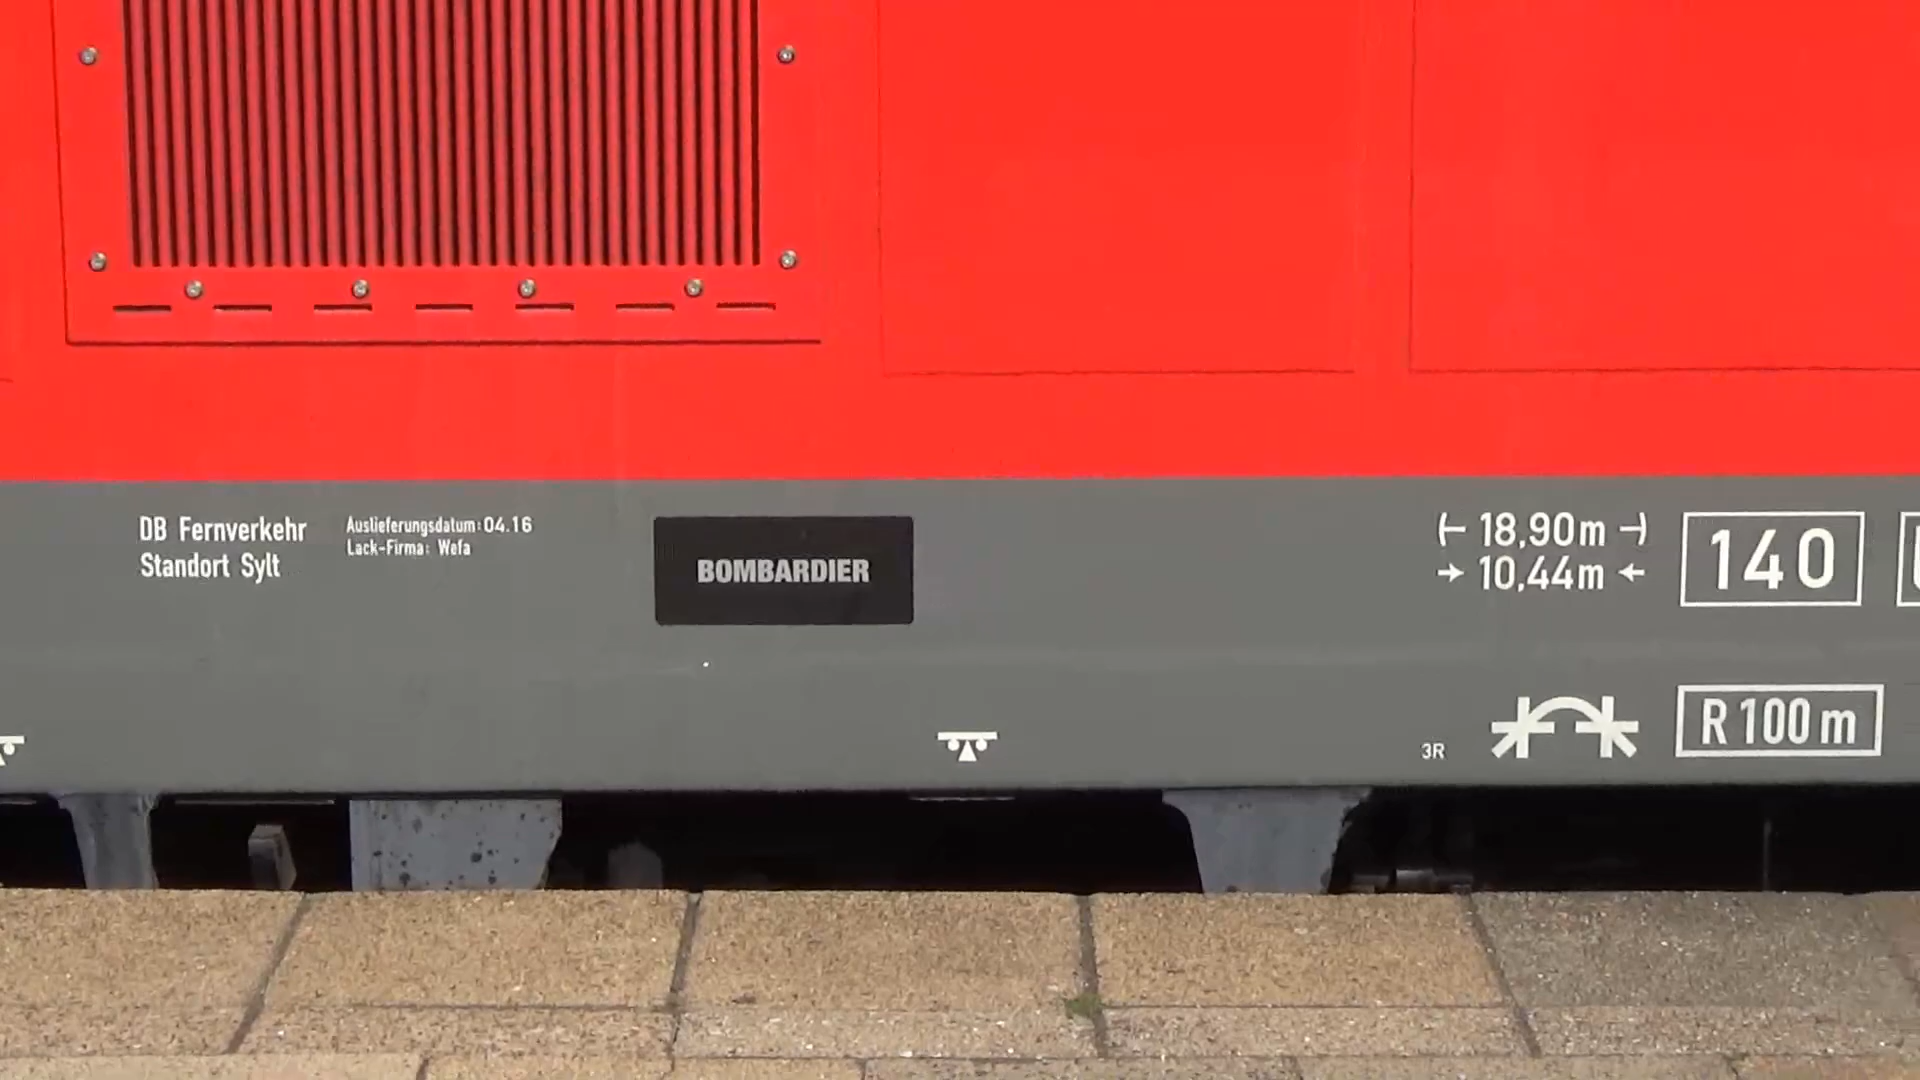 DB Fernverkehr
Standort Sylt
Auslieferungsdatum:04.16
Lack-Firma: Wefa
BOMBARDIER
18,90m
10,44m
140
3R
R 100 m